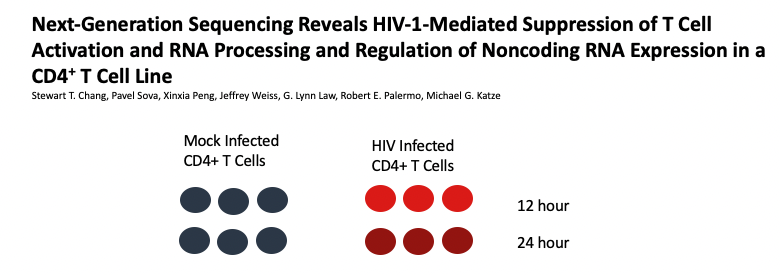 Next-Generation Sequencing Reveals HIV-1-Mediated Suppression of T Cell
Activation and RNA Processing and Regulation of Noncoding RNA Expression in a
CD4⁺ T Cell Line
Stewart T. Chang, Pavel Sova, Xinxia Peng, Jeffrey Weiss, G. Lynn Law, Robert E. Palermo, Michael G. Katze
Mock Infected
CD4+ T Cells
HIV Infected
CD4+ T Cells
12 hour
24 hour